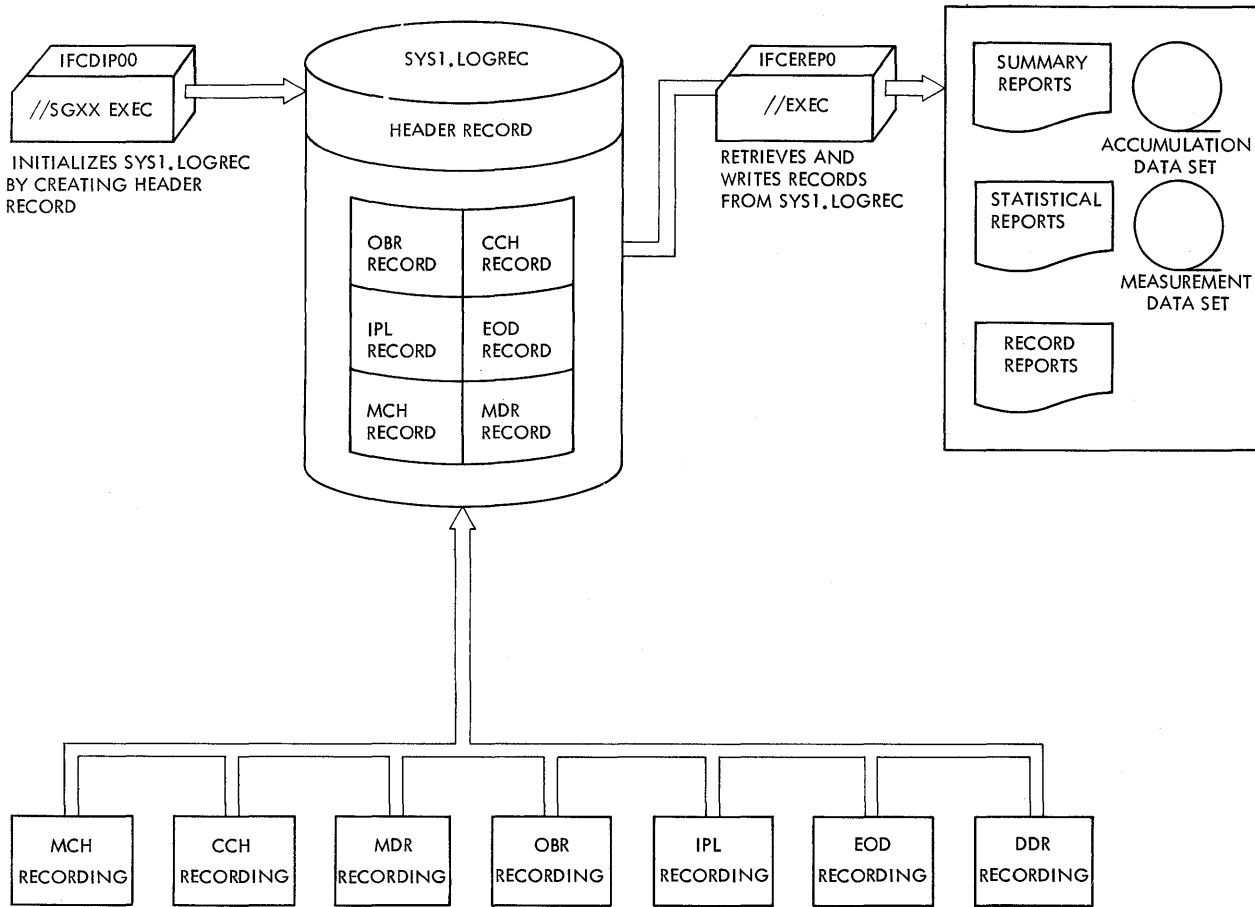 IFCDIP00
//SGXX EXEC
INITIALIZES SYS1.LOGREC
BY CREATING HEADER
RECORD
SYS1.LOGREC
HEADER RECORD
OBR
RECORD
CCH
RECORD
IPL
RECORD
EOD
RECORD
MCH
RECORD
MDR
RECORD
IFCEREP0
//EXEC
RETRIEVES AND
WRITES RECORDS
FROM SYS1.LOGREC
SUMMARY
REPORTS
ACCUMULATION
DATA SET
STATISTICAL
REPORTS
MEASUREMENT
DATA SET
RECORD
REPORTS
MCH
RECORDING
CCH
RECORDING
MDR
RECORDING
OBR
RECORDING
IPL
RECORDING
EOD
RECORDING
DDR
RECORDING